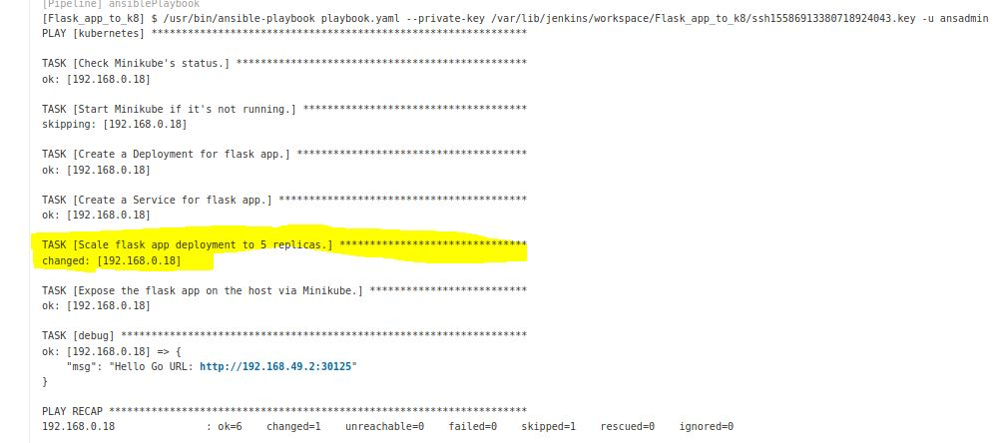 [Pipeline] ansiblePlaybook
[Flask_app_to_k8] $ /usr/bin/ansible-playbook playbook.yaml --private-key /var/lib/jenkins/workspace/Flask_app_to_k8/ssh15586913380718924043.key -u ansadmin
PLAY [kubernetes] **************************************************************
TASK [Check Minikube's status.] ************************************************
ok: [192.168.0.18]
TASK [Start Minikube if it's not running.] *************************************
skipping: [192.168.0.18]
TASK [Create a Deployment for flask app.] **************************************
ok: [192.168.0.18]
TASK [Create a Service for flask app.] *****************************************
ok: [192.168.0.18]
TASK [Scale flask app deployment to 5 replicas.] *******************************
changed: [192.168.0.18]
TASK [Expose the flask app on the host via Minikube.] **************************
ok: [192.168.0.18]
TASK [debug] *******************************************************************
ok: [192.168.0.18] => {
    "msg": "Hello Go URL: http://192.168.49.2:30125"
}
PLAY RECAP *********************************************************************
192.168.0.18               : ok=6    changed=1    unreachable=0    failed=0    skipped=1    rescued=0    ignored=0